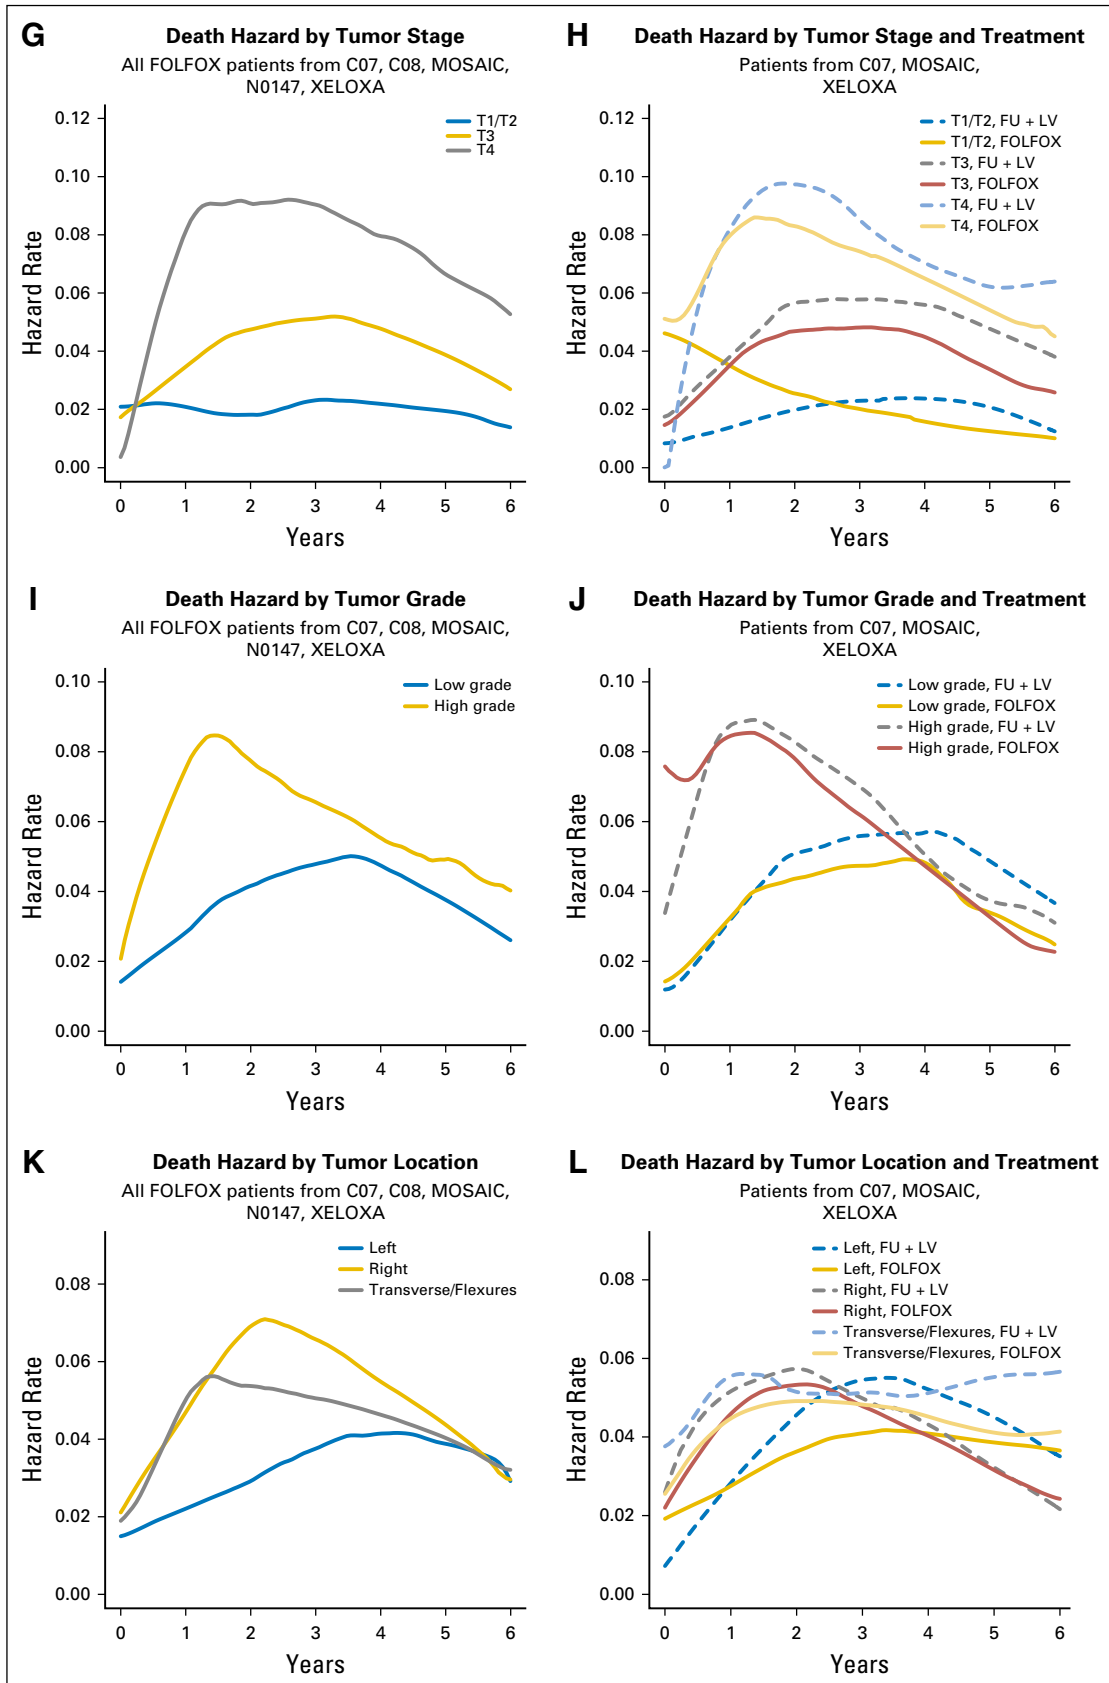 G
Death Hazard by Tumor Stage
All FOLFOX patients from C07, C08, MOSAIC,
N0147, XELOXA
T1/T2
T3
T4
0.12
0.10
0.08
0.06
0.04
0.02
0.00
Hazard Rate
0 1 2 3 4 5 6
Years
H
Death Hazard by Tumor Stage and Treatment
Patients from C07, MOSAIC,
XELOXA
T1/T2, FU + LV
T1/T2, FOLFOX
T3, FU + LV
T3, FOLFOX
T4, FU + LV
T4, FOLFOX
0.12
0.10
0.08
0.06
0.04
0.02
0.00
Hazard Rate
0 1 2 3 4 5 6
Years
I
Death Hazard by Tumor Grade
All FOLFOX patients from C07, C08, MOSAIC,
N0147, XELOXA
Low grade
High grade
0.10
0.08
0.06
0.04
0.02
0.00
Hazard Rate
0 1 2 3 4 5 6
Years
J
Death Hazard by Tumor Grade and Treatment
Patients from C07, MOSAIC,
XELOXA
Low grade, FU + LV
Low grade, FOLFOX
High grade, FU + LV
High grade, FOLFOX
0.10
0.08
0.06
0.04
0.02
0.00
Hazard Rate
0 1 2 3 4 5 6
Years
K
Death Hazard by Tumor Location
All FOLFOX patients from C07, C08, MOSAIC,
N0147, XELOXA
Left
Right
Transverse/Flexures
0.08
0.06
0.04
0.02
0.00
Hazard Rate
0 1 2 3 4 5 6
Years
L
Death Hazard by Tumor Location and Treatment
Patients from C07, MOSAIC,
XELOXA
Left, FU + LV
Left, FOLFOX
Right, FU + LV
Right, FOLFOX
Transverse/Flexures, FU + LV
Transverse/Flexures, FOLFOX
0.08
0.06
0.04
0.02
0.00
Hazard Rate
0 1 2 3 4 5 6
Years